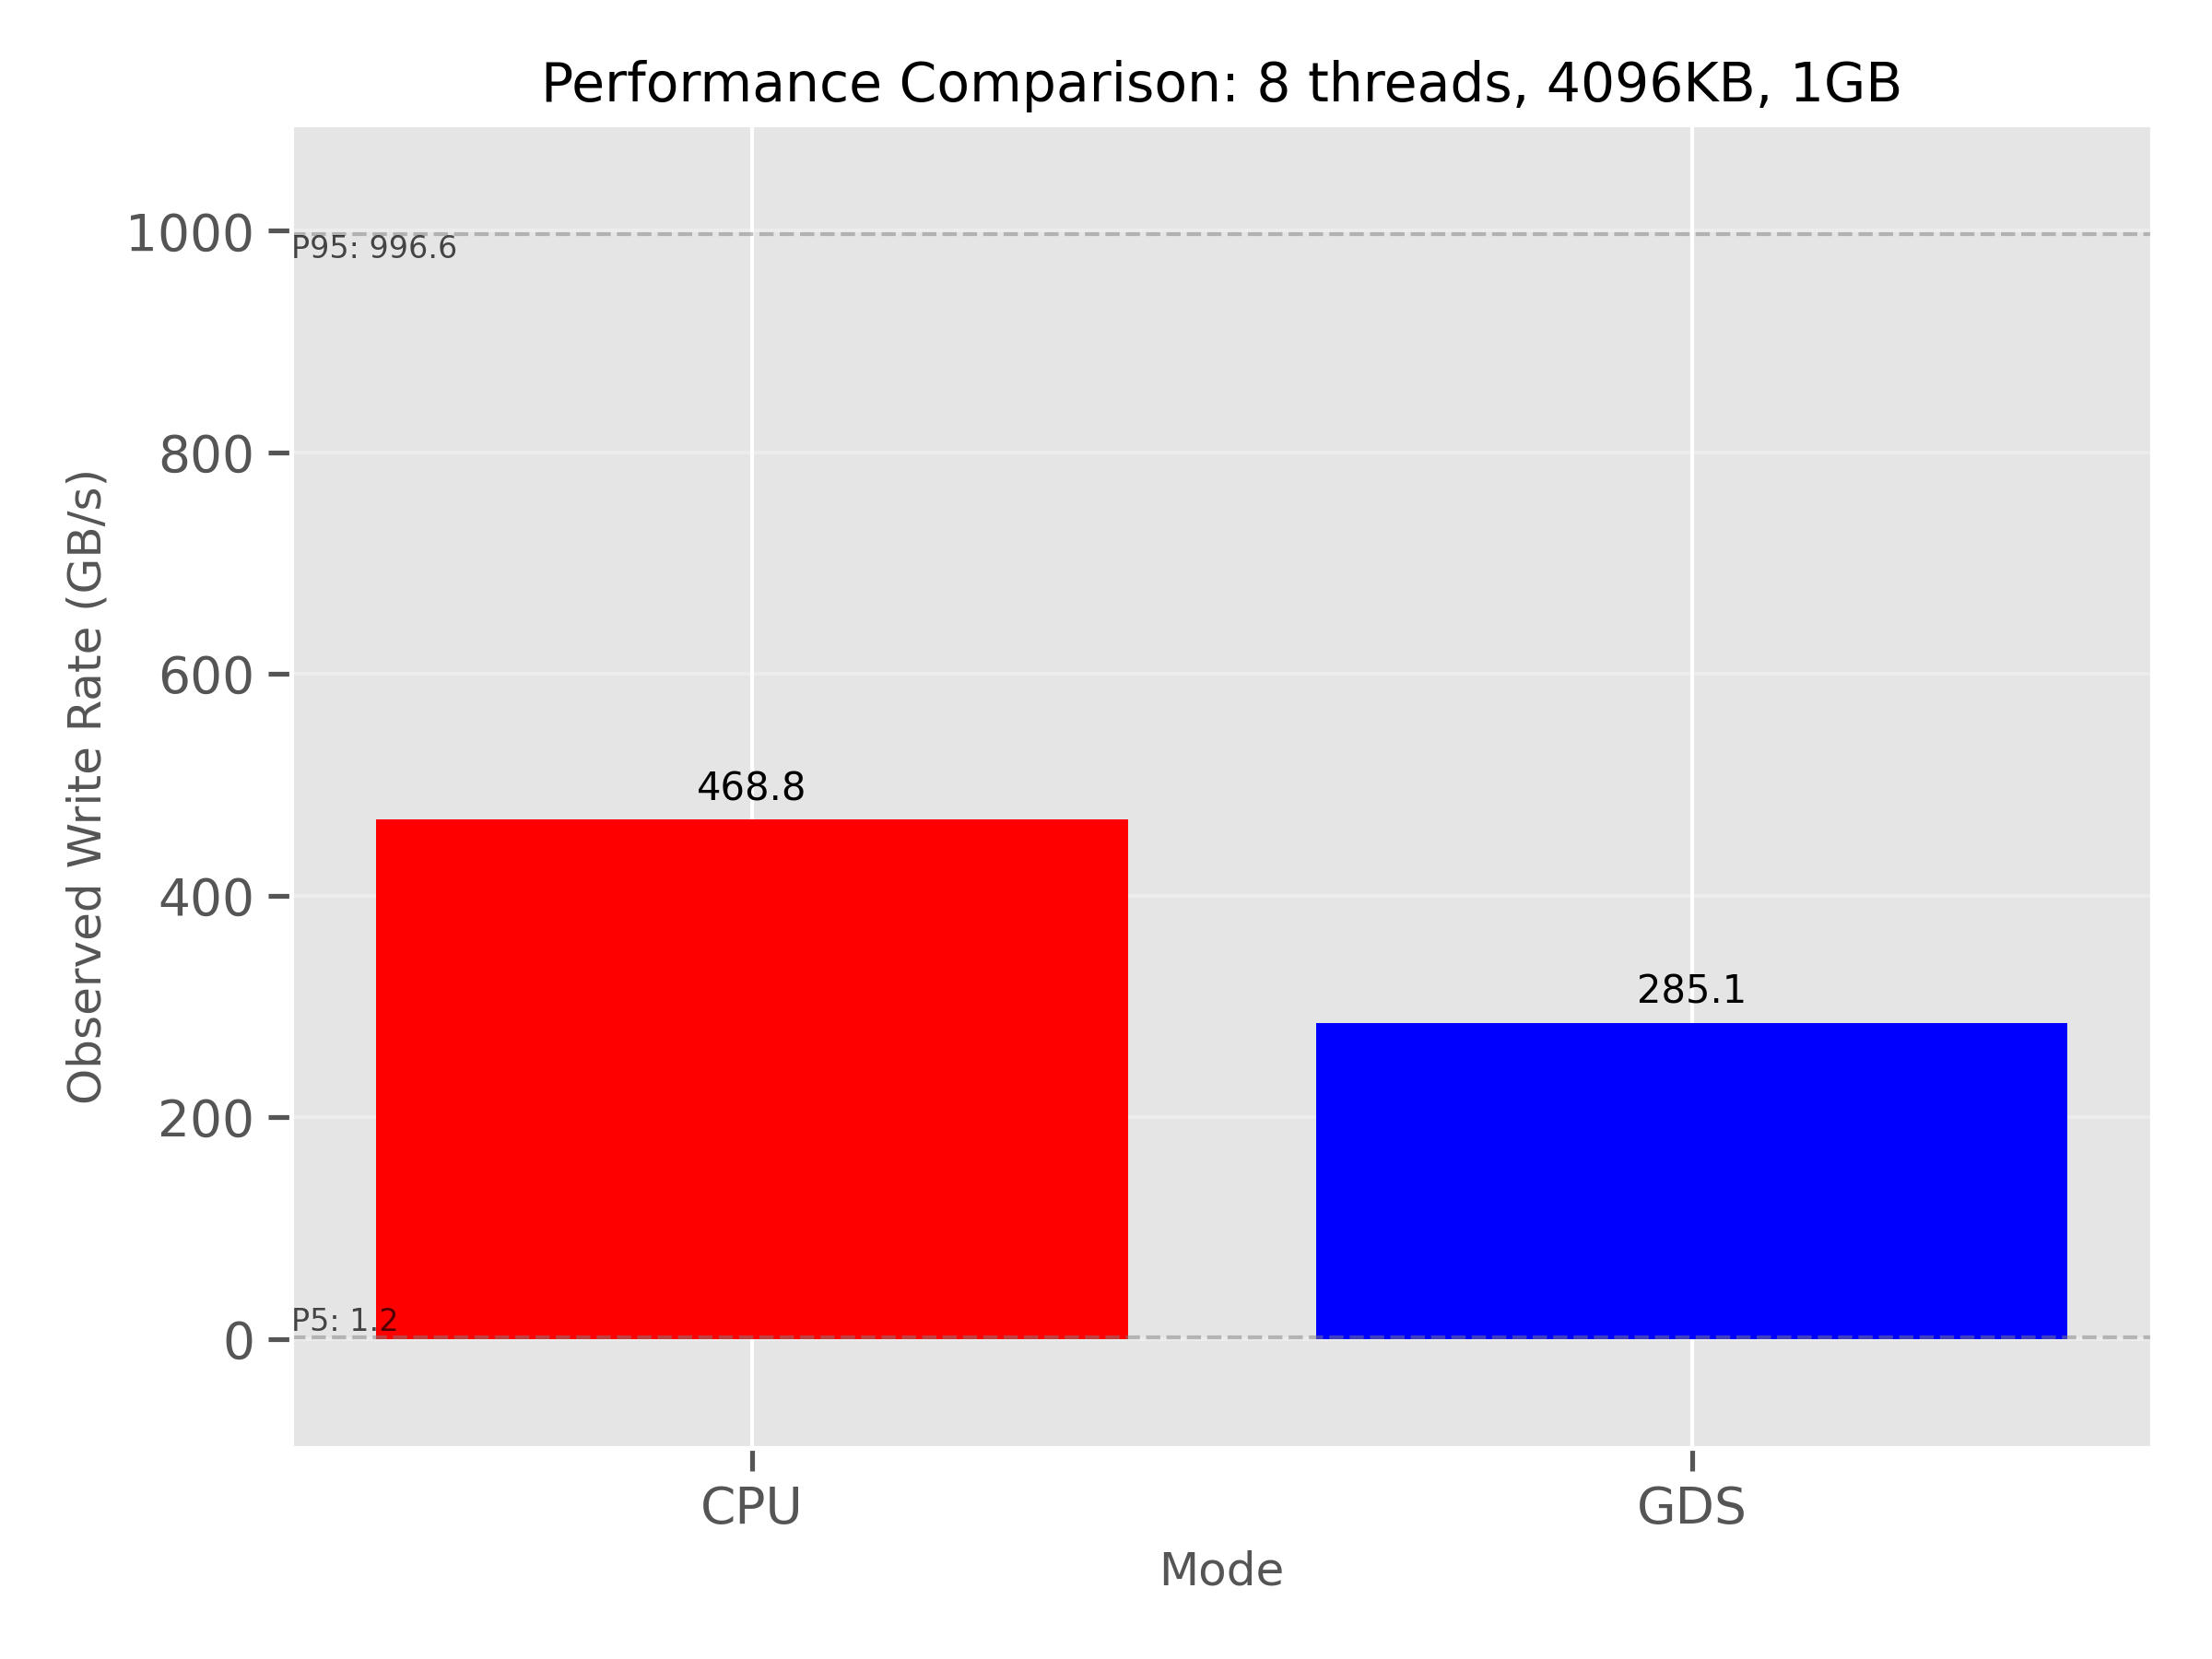 Performance Comparison: 8 threads, 4096KB, 1GB
Observed Write Rate (GB/s)
1000
800
600
400
200
0
P95: 996.6
468.8
285.1
P5: 1.2
CPU
GDS
Mode